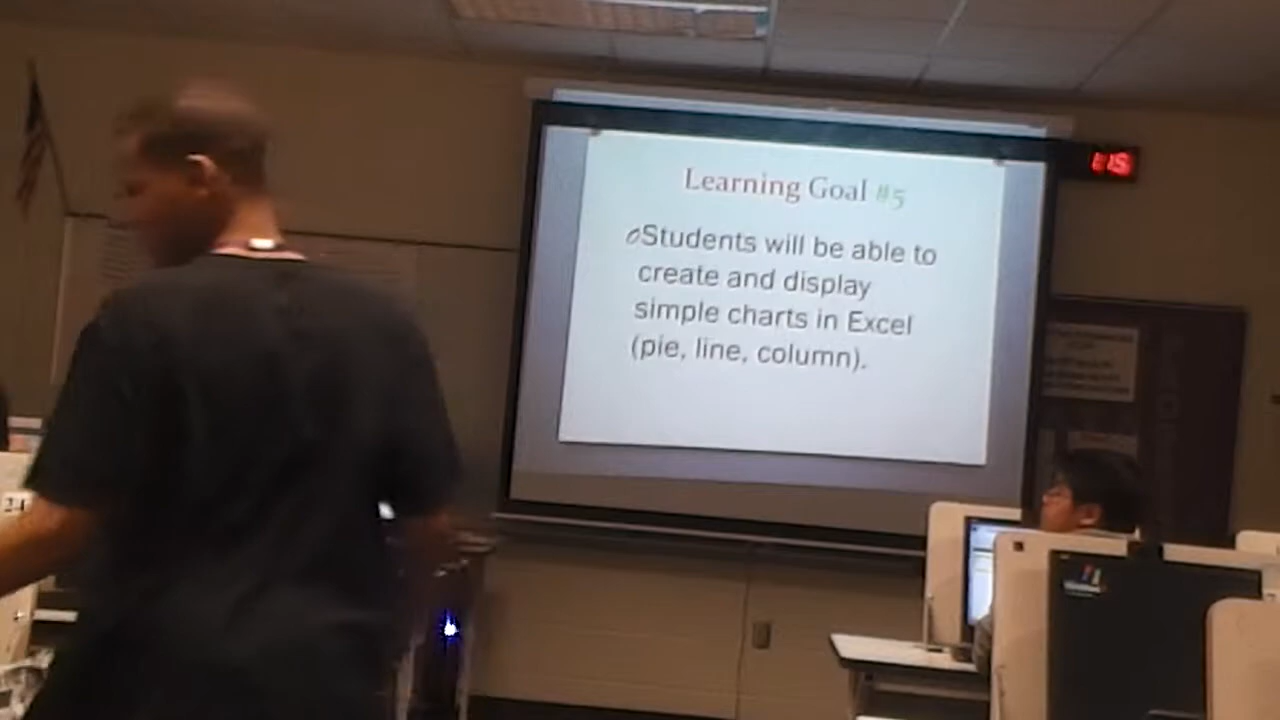 Learning Goal #5
Students will be able to
create and display
simple charts in Excel
(pie, line, column).